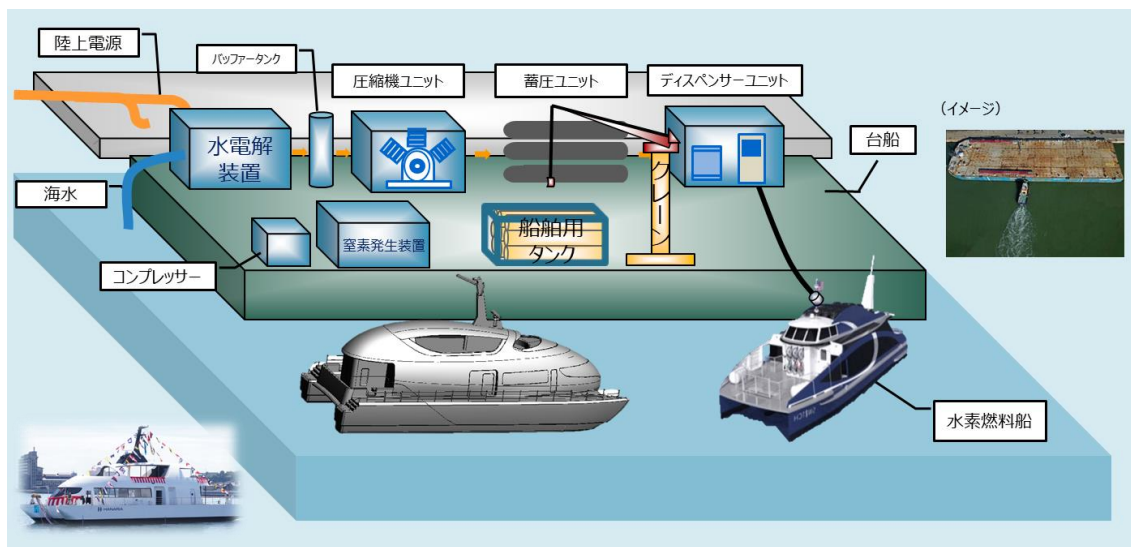 陸上電源
バッファータンク
圧縮機ユニット
蓄圧ユニット
ディスペンサーユニット
(イメージ)
台船
水電解
装置
クレーン
海水
コンプレッサー
窒素発生装置
船舶用
タンク
水素燃料船